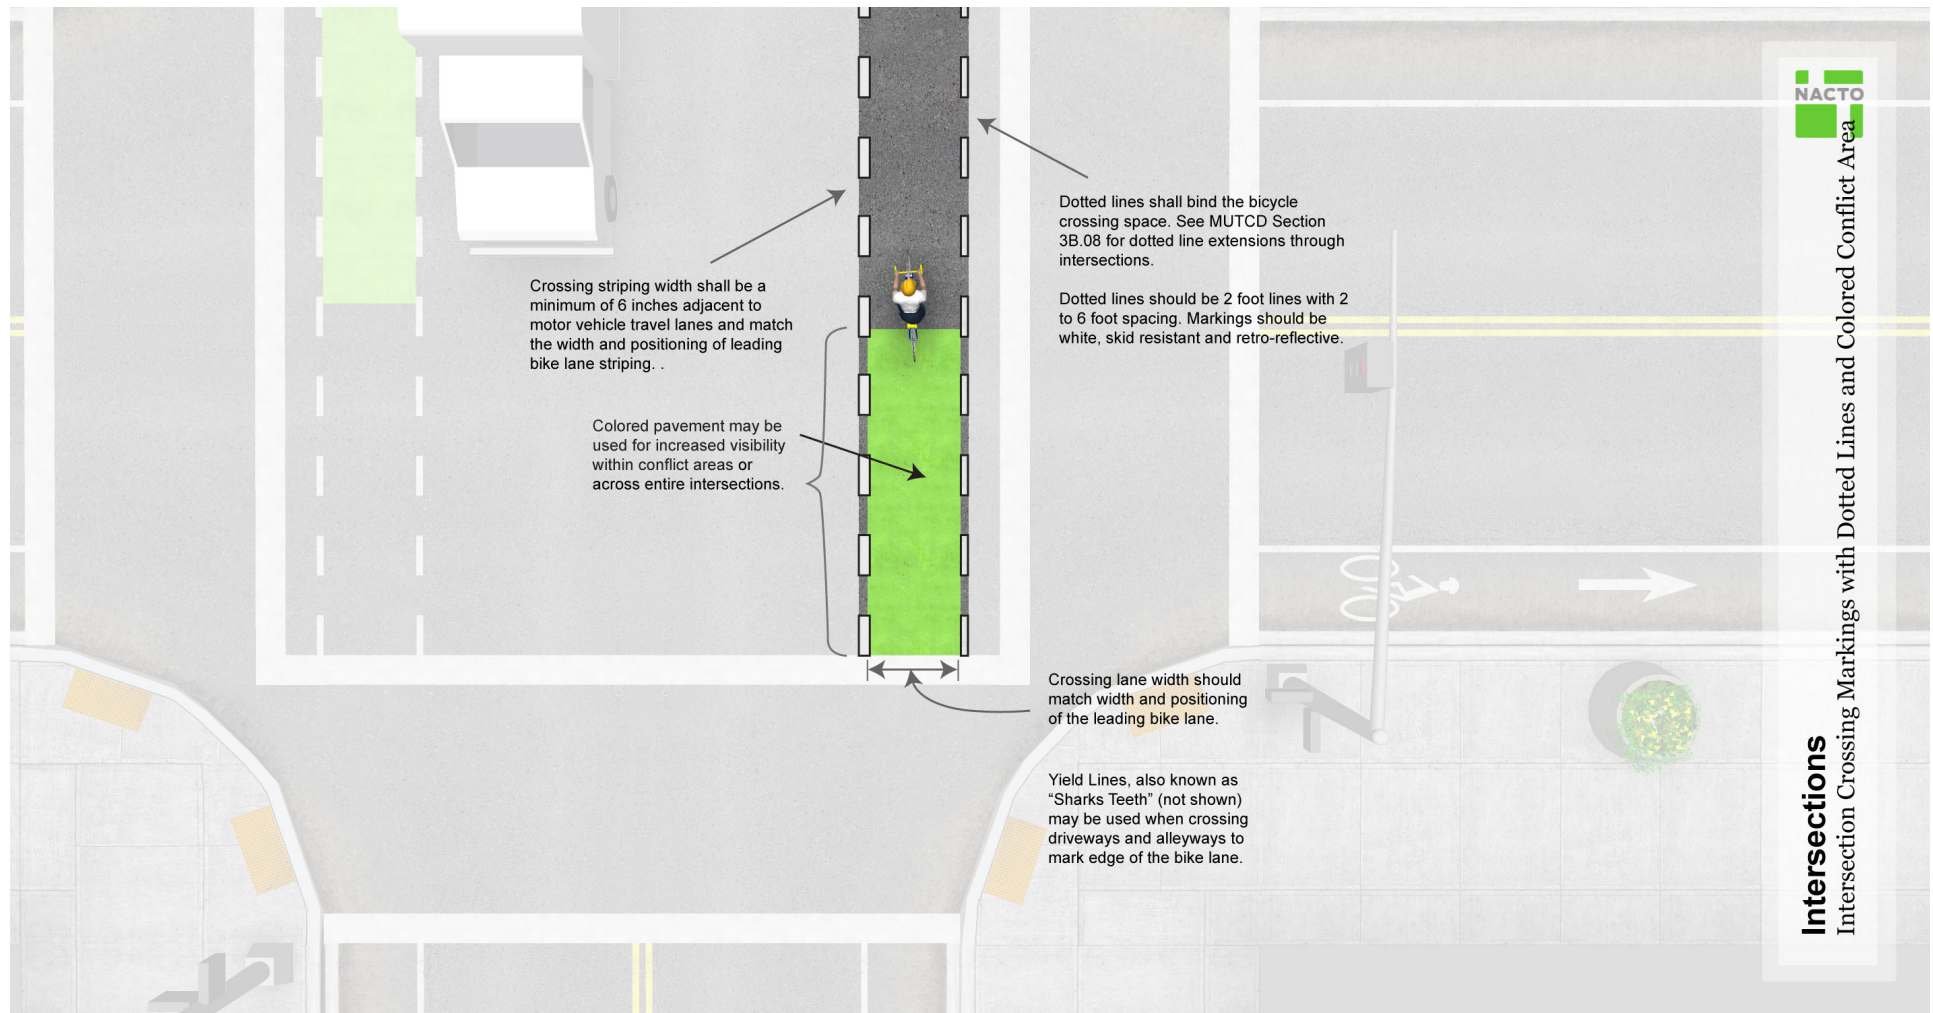 NACTO
Intersections
Intersection Crossing Markings with Dotted Lines and Colored Conflict Area
Dotted lines shall bind the bicycle
crossing space. See MUTCD Section
3B.08 for dotted line extensions through
intersections.
Dotted lines should be 2 foot lines with 2
to 6 foot spacing. Markings should be
white, skid resistant and retro-reflective.
Crossing striping width shall be a
minimum of 6 inches adjacent to
motor vehicle travel lanes and match
the width and positioning of leading
bike lane striping. .
Colored pavement may be
used for increased visibility
within conflict areas or
across entire intersections.
Crossing lane width should
match width and positioning
of the leading bike lane.
Yield Lines, also known as
“Sharks Teeth” (not shown)
may be used when crossing
driveways and alleyways to
mark edge of the bike lane.